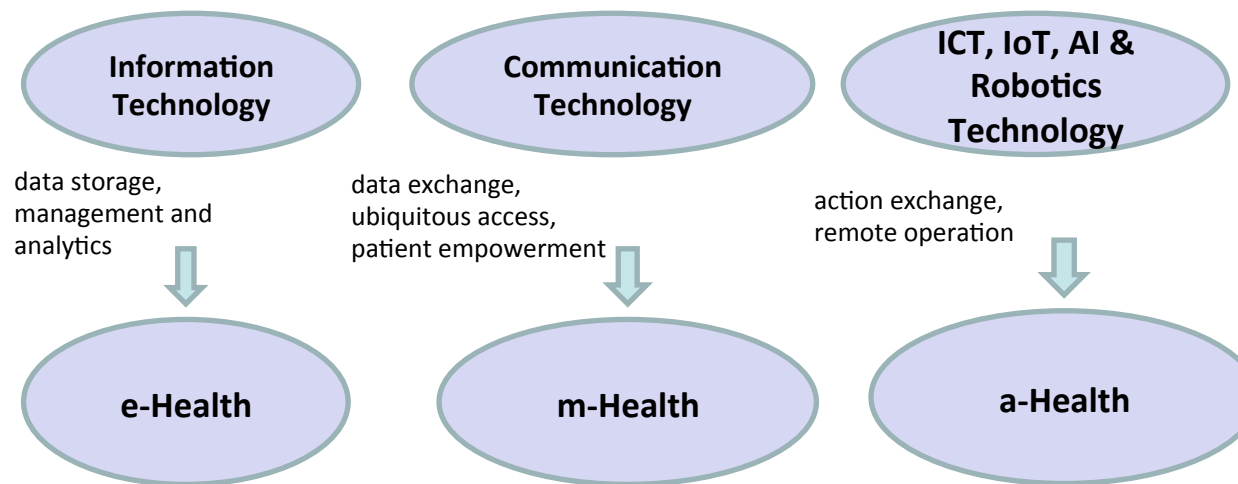 Information
Technology
Communication
Technology
ICT, IoT, AI &
Robotics
Technology
data storage,
management and
analytics
data exchange,
ubiquitous access,
patient empowerment
action exchange,
remote operation
e-Health
m-Health
a-Health